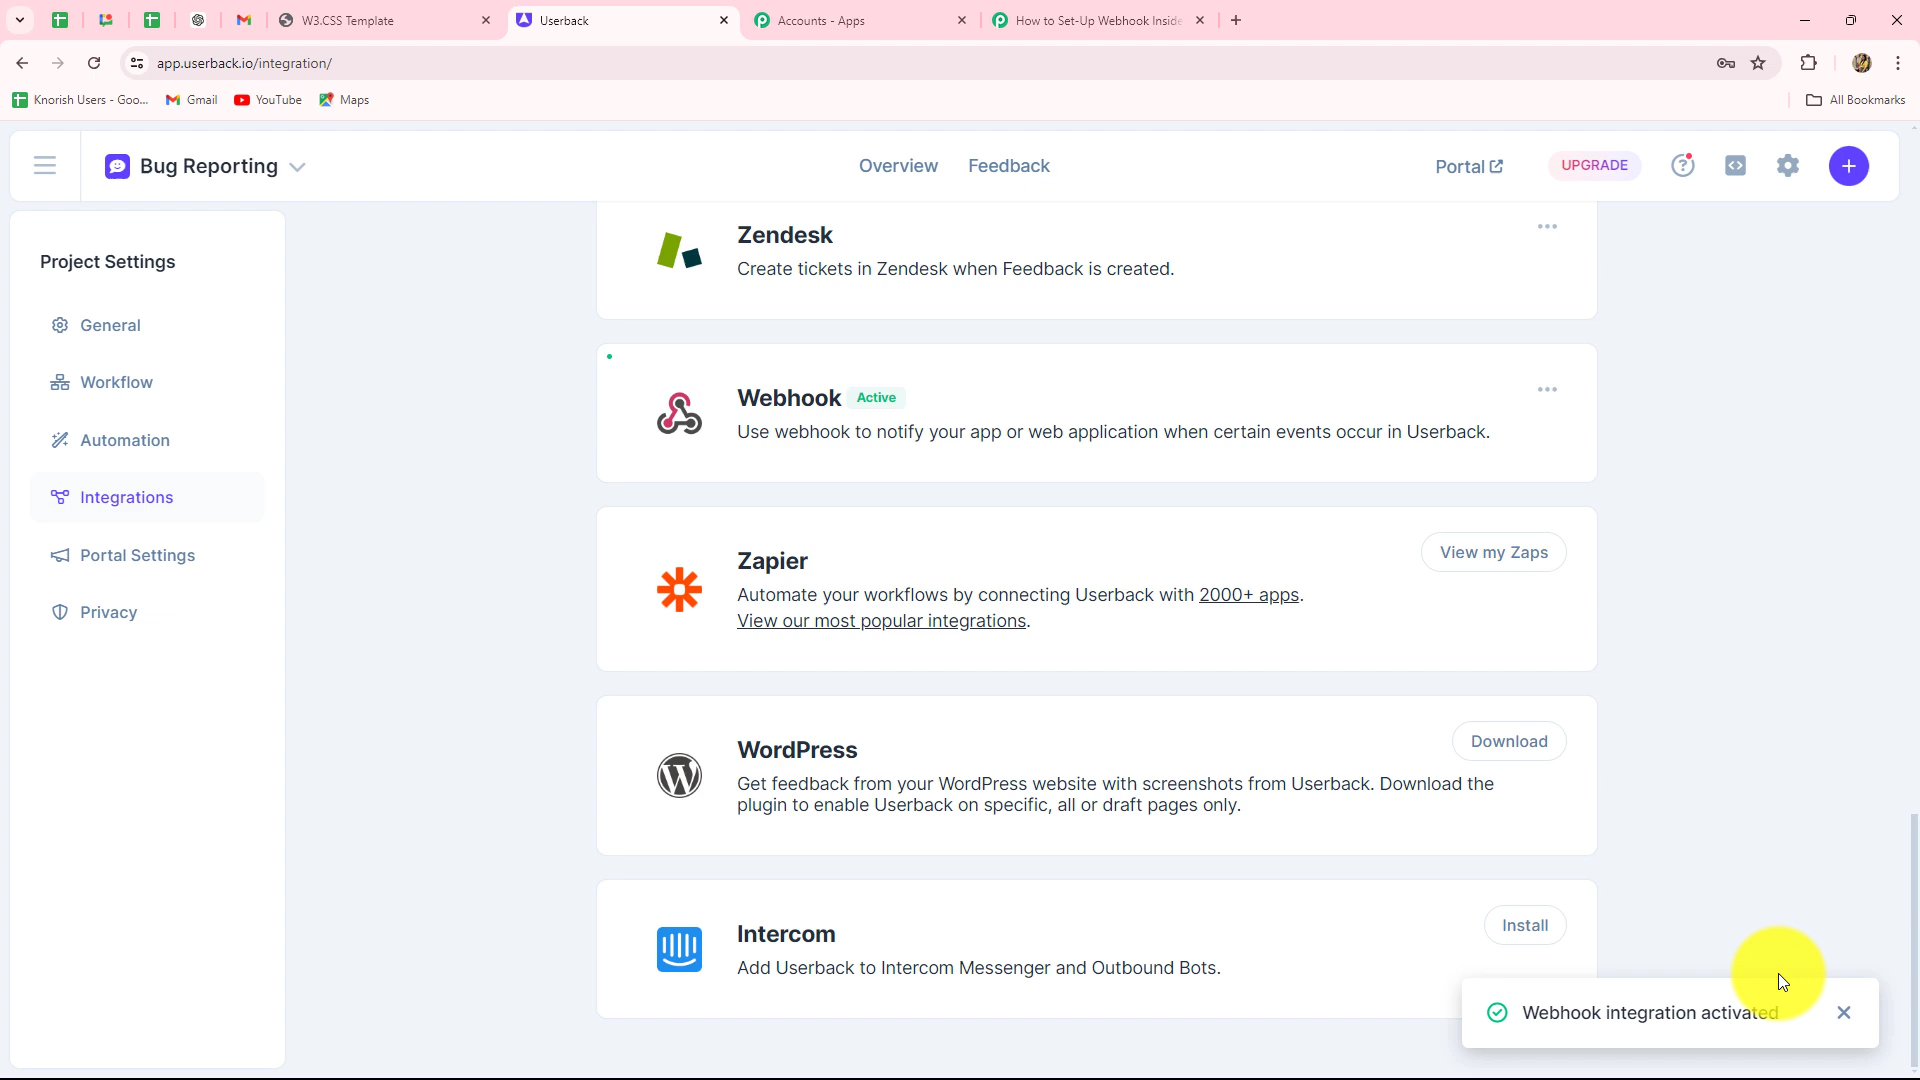 W3.CSS Template
Userback
Accounts - Apps
How to Set-Up Webhook Inside
app.userback.io/integration/
Knorish Users - Goo...
Gmail
YouTube
Maps
All Bookmarks
Bug Reporting
Overview
Feedback
Portal
UPGRADE
Project Settings
General
Workflow
Automation
Integrations
Portal Settings
Privacy
Zendesk
Create tickets in Zendesk when Feedback is created.
Webhook Active
Use webhook to notify your app or web application when certain events occur in Userback.
Zapier
View my Zaps
Automate your workflows by connecting Userback with 2000+ apps.
View our most popular integrations.
WordPress
Download
Get feedback from your WordPress website with screenshots from Userback. Download the
plugin to enable Userback on specific, all or draft pages only.
Intercom
Install
Add Userback to Intercom Messenger and Outbound Bots.
Webhook integration activated